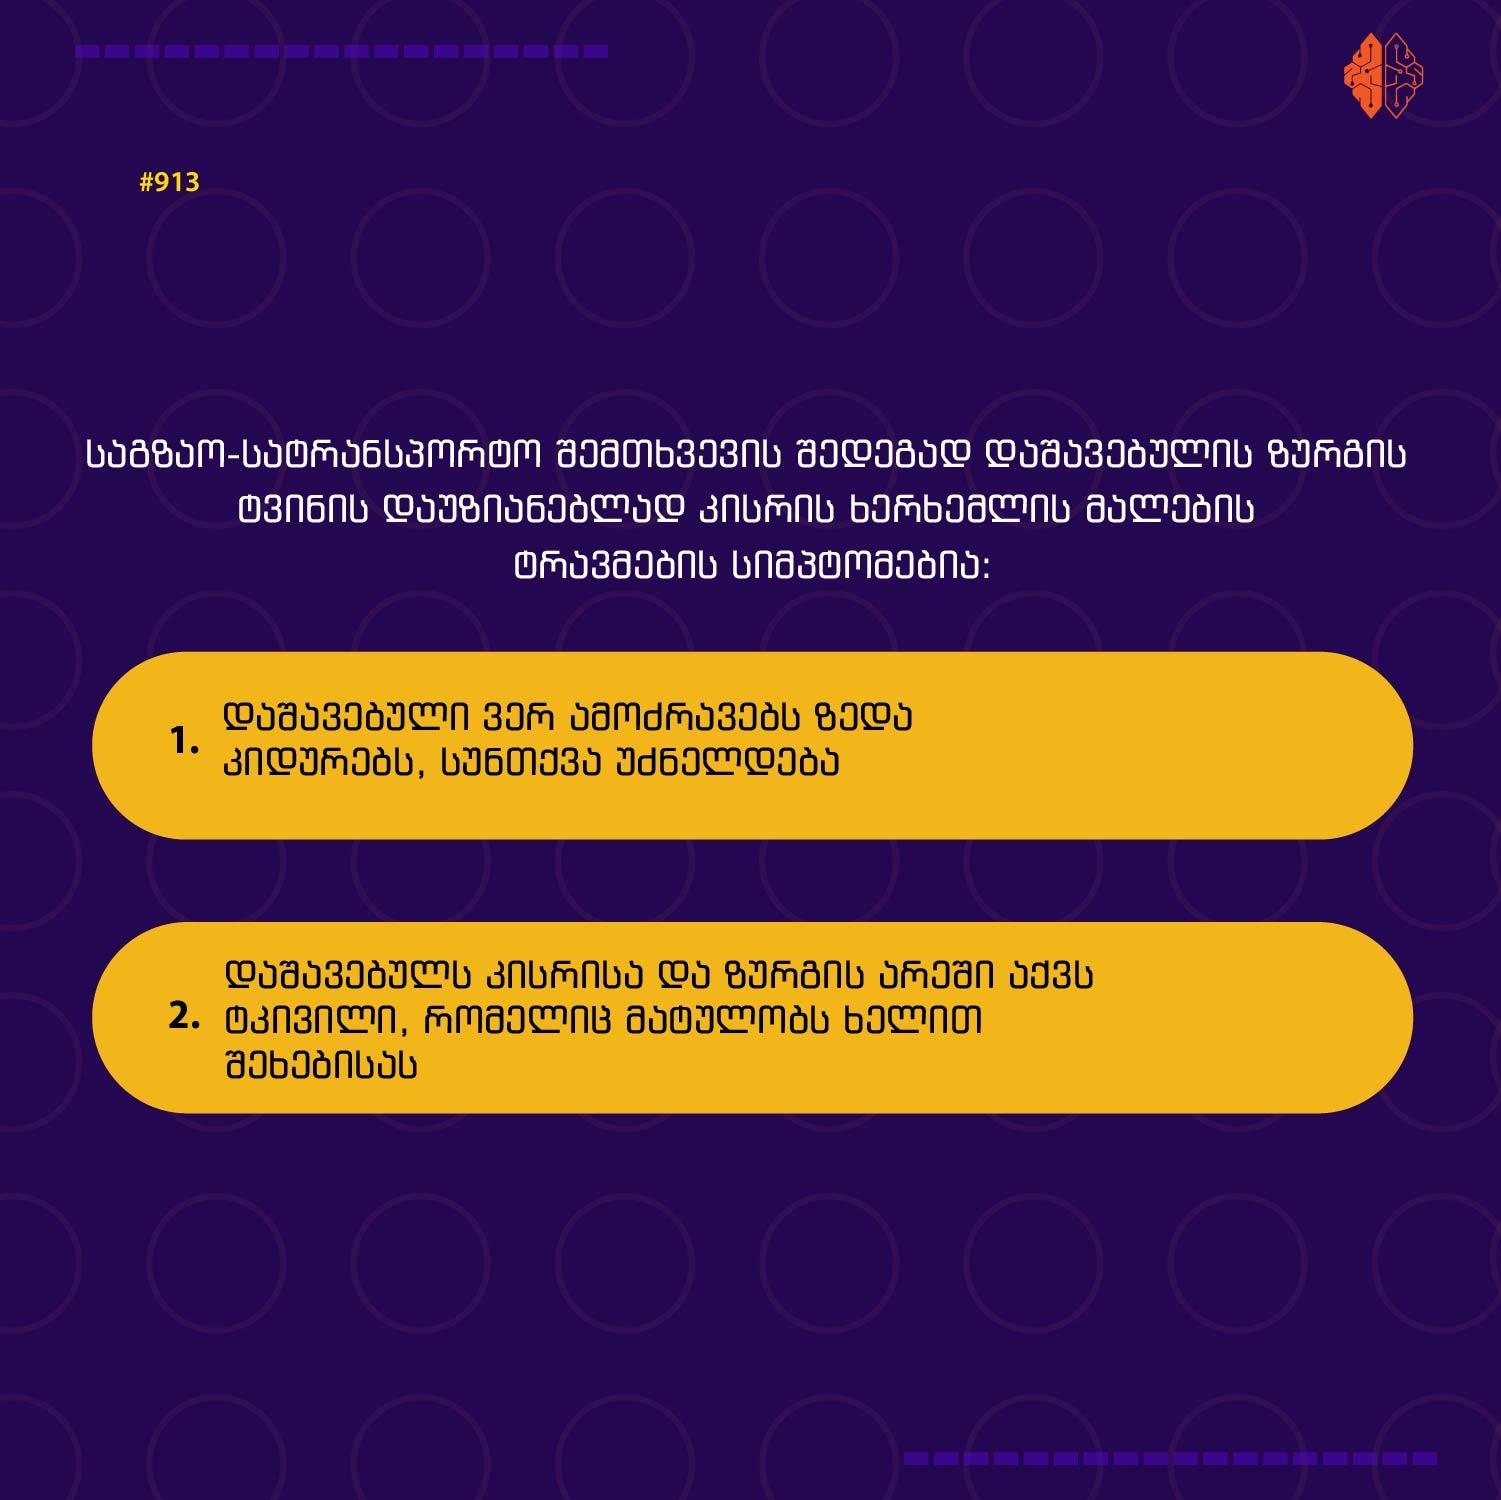 #913
საგზაო-სატრანსპორტო შემთხვევის შედეგად დაშავებულის ზურგის
ტვინის დაუზიანებლად კისრის ხერხემლის მალების
ტრავმების სიმპტომებია:
1. დაშავებული ვერ ამოძრავებს ზედა
კიდურებს, სუნთქვა უძნელდება
2. დაშავებულს კისრისა და ზურგის არეში აქვს
ტკივილი, რომელიც მატულობს ხელით
შეხებისას